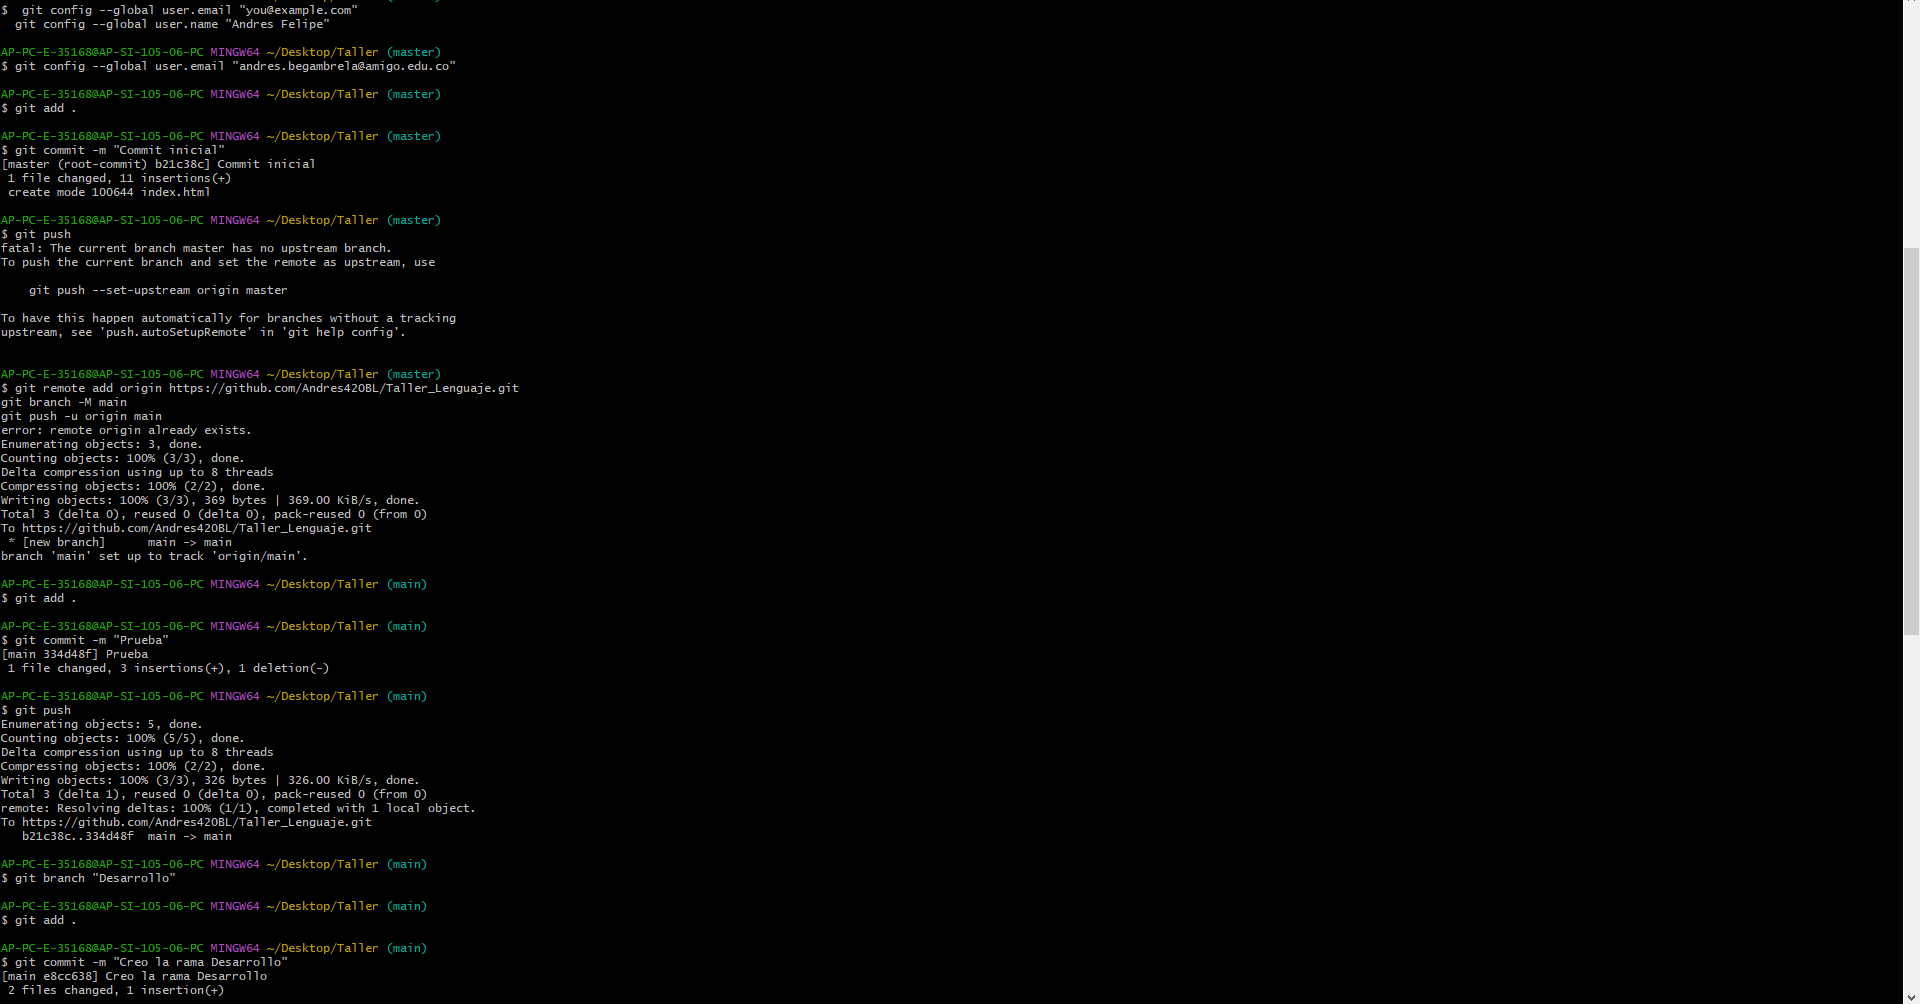 $  git config --global user.email "you@example.com"
  git config --global user.name "Andres Felipe"
AP-PC-E-35168@AP-SI-105-06-PC MINGW64 ~/Desktop/Taller (master)
$ git config --global user.email "andres.begambrela@amigo.edu.co"
AP-PC-E-35168@AP-SI-105-06-PC MINGW64 ~/Desktop/Taller (master)
$ git add .
AP-PC-E-35168@AP-SI-105-06-PC MINGW64 ~/Desktop/Taller (master)
$ git commit -m "Commit inicial"
[master (root-commit) b21c38c] Commit inicial
 1 file changed, 11 insertions(+)
 create mode 100644 index.html
AP-PC-E-35168@AP-SI-105-06-PC MINGW64 ~/Desktop/Taller (master)
$ git push
fatal: The current branch master has no upstream branch.
To push the current branch and set the remote as upstream, use
    git push --set-upstream origin master
To have this happen automatically for branches without a tracking
upstream, see 'push.autoSetupRemote' in 'git help config'.
AP-PC-E-35168@AP-SI-105-06-PC MINGW64 ~/Desktop/Taller (master)
$ git remote add origin https://github.com/Andres420BL/Taller_Lenguaje.git
git branch -M main
git push -u origin main
error: remote origin already exists.
Enumerating objects: 3, done.
Counting objects: 100% (3/3), done.
Delta compression using up to 8 threads
Compressing objects: 100% (2/2), done.
Writing objects: 100% (3/3), 369 bytes | 369.00 KiB/s, done.
Total 3 (delta 0), reused 0 (delta 0), pack-reused 0 (from 0)
To https://github.com/Andres420BL/Taller_Lenguaje.git
 * [new branch]      main -> main
branch 'main' set up to track 'origin/main'.
AP-PC-E-35168@AP-SI-105-06-PC MINGW64 ~/Desktop/Taller (main)
$ git add .
AP-PC-E-35168@AP-SI-105-06-PC MINGW64 ~/Desktop/Taller (main)
$ git commit -m "Prueba"
[main 334d48f] Prueba
 1 file changed, 3 insertions(+), 1 deletion(-)
AP-PC-E-35168@AP-SI-105-06-PC MINGW64 ~/Desktop/Taller (main)
$ git push
Enumerating objects: 5, done.
Counting objects: 100% (5/5), done.
Delta compression using up to 8 threads
Compressing objects: 100% (2/2), done.
Writing objects: 100% (3/3), 326 bytes | 326.00 KiB/s, done.
Total 3 (delta 1), reused 0 (delta 0), pack-reused 0 (from 0)
remote: Resolving deltas: 100% (1/1), completed with 1 local object.
To https://github.com/Andres420BL/Taller_Lenguaje.git
   b21c38c..334d48f  main -> main
AP-PC-E-35168@AP-SI-105-06-PC MINGW64 ~/Desktop/Taller (main)
$ git branch "Desarrollo"
AP-PC-E-35168@AP-SI-105-06-PC MINGW64 ~/Desktop/Taller (main)
$ git add .
AP-PC-E-35168@AP-SI-105-06-PC MINGW64 ~/Desktop/Taller (main)
$ git commit -m "Creo la rama Desarrollo"
[main e8cc638] Creo la rama Desarrollo
 2 files changed, 1 insertion(+)